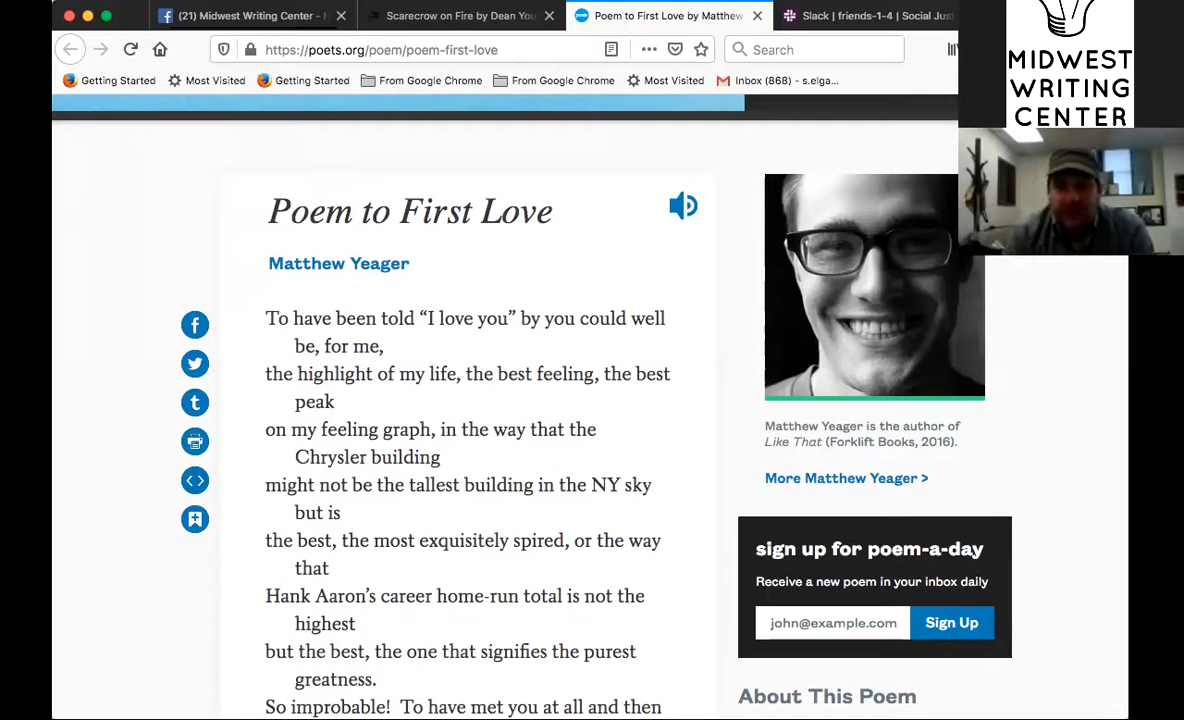 (21) Midwest Writing Center -
Scarecrow on Fire by Dean You
Poem to First Love by Matthew
Slack | friends-1-4 | Social Jus
https://poets.org/poem/poem-first-love
Search
Getting Started
Most Visited
Getting Started
From Google Chrome
From Google Chrome
Most Visited
Inbox (868) - s.elga...
MIDWEST
WRITING
CENTER
Poem to First Love
Matthew Yeager
To have been told “I love you” by you could well
be, for me,
the highlight of my life, the best feeling, the best
peak
on my feeling graph, in the way that the
Chrysler building
might not be the tallest building in the NY sky
but is
the best, the most exquisitely spired, or the way
that
Hank Aaron’s career home-run total is not the
highest
but the best, the one that signifies the purest
greatness.
So improbable!  To have met you at all and then
Matthew Yeager is the author of
Like That (Forklift Books, 2016).
More Matthew Yeager >
sign up for poem-a-day
Receive a new poem in your inbox daily
john@example.com
Sign Up
About This Poem